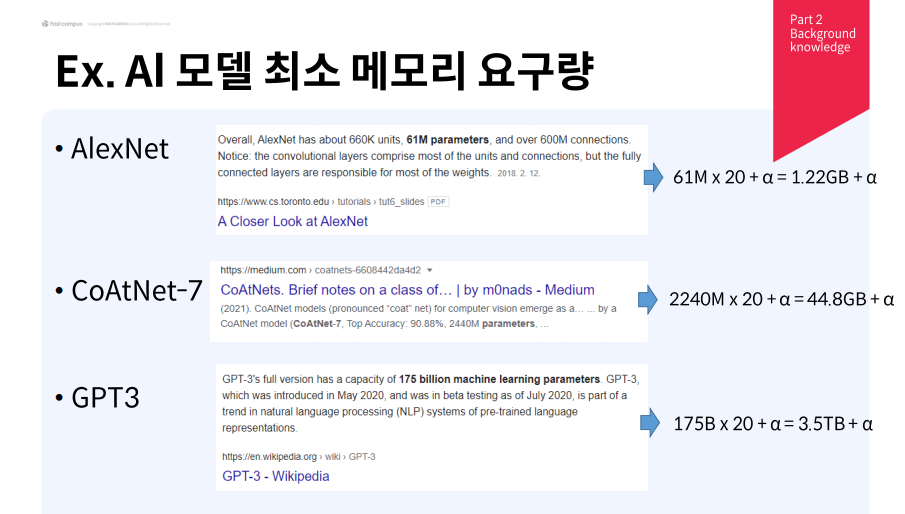 Fastcampus
Part 2
Background
knowledge
Ex. AI 모델 최소 메모리 요구량
• AlexNet
Overall, AlexNet has about 660K units, 61M parameters, and over 600M connections.
Notice: the convolutional layers comprise most of the units and connections, but the fully
connected layers are responsible for most of the weights. 2018. 2. 12.
https://www.cs.toronto.edu › tutorials › tut6_slides PDF
A Closer Look at AlexNet
61M x 20 + α = 1.22GB + α
• CoAtNet-7
https://medium.com › coatnets-6608442da4d2
CoAtNets. Brief notes on a class of… | by m0nads - Medium
(2021). CoAtNet models (pronounced “coat” net) for computer vision emerge as a… ... by a
CoAtNet model (CoAtNet-7, Top Accuracy: 90.88%, 2440M parameters, ...
2240M x 20 + α = 44.8GB + α
• GPT3
GPT-3's full version has a capacity of 175 billion machine learning parameters. GPT-3,
which was introduced in May 2020, and was in beta testing as of July 2020, is part of a
trend in natural language processing (NLP) systems of pre-trained language
representations.
https://en.wikipedia.org › wiki › GPT-3
GPT-3 - Wikipedia
175B x 20 + α = 3.5TB + α